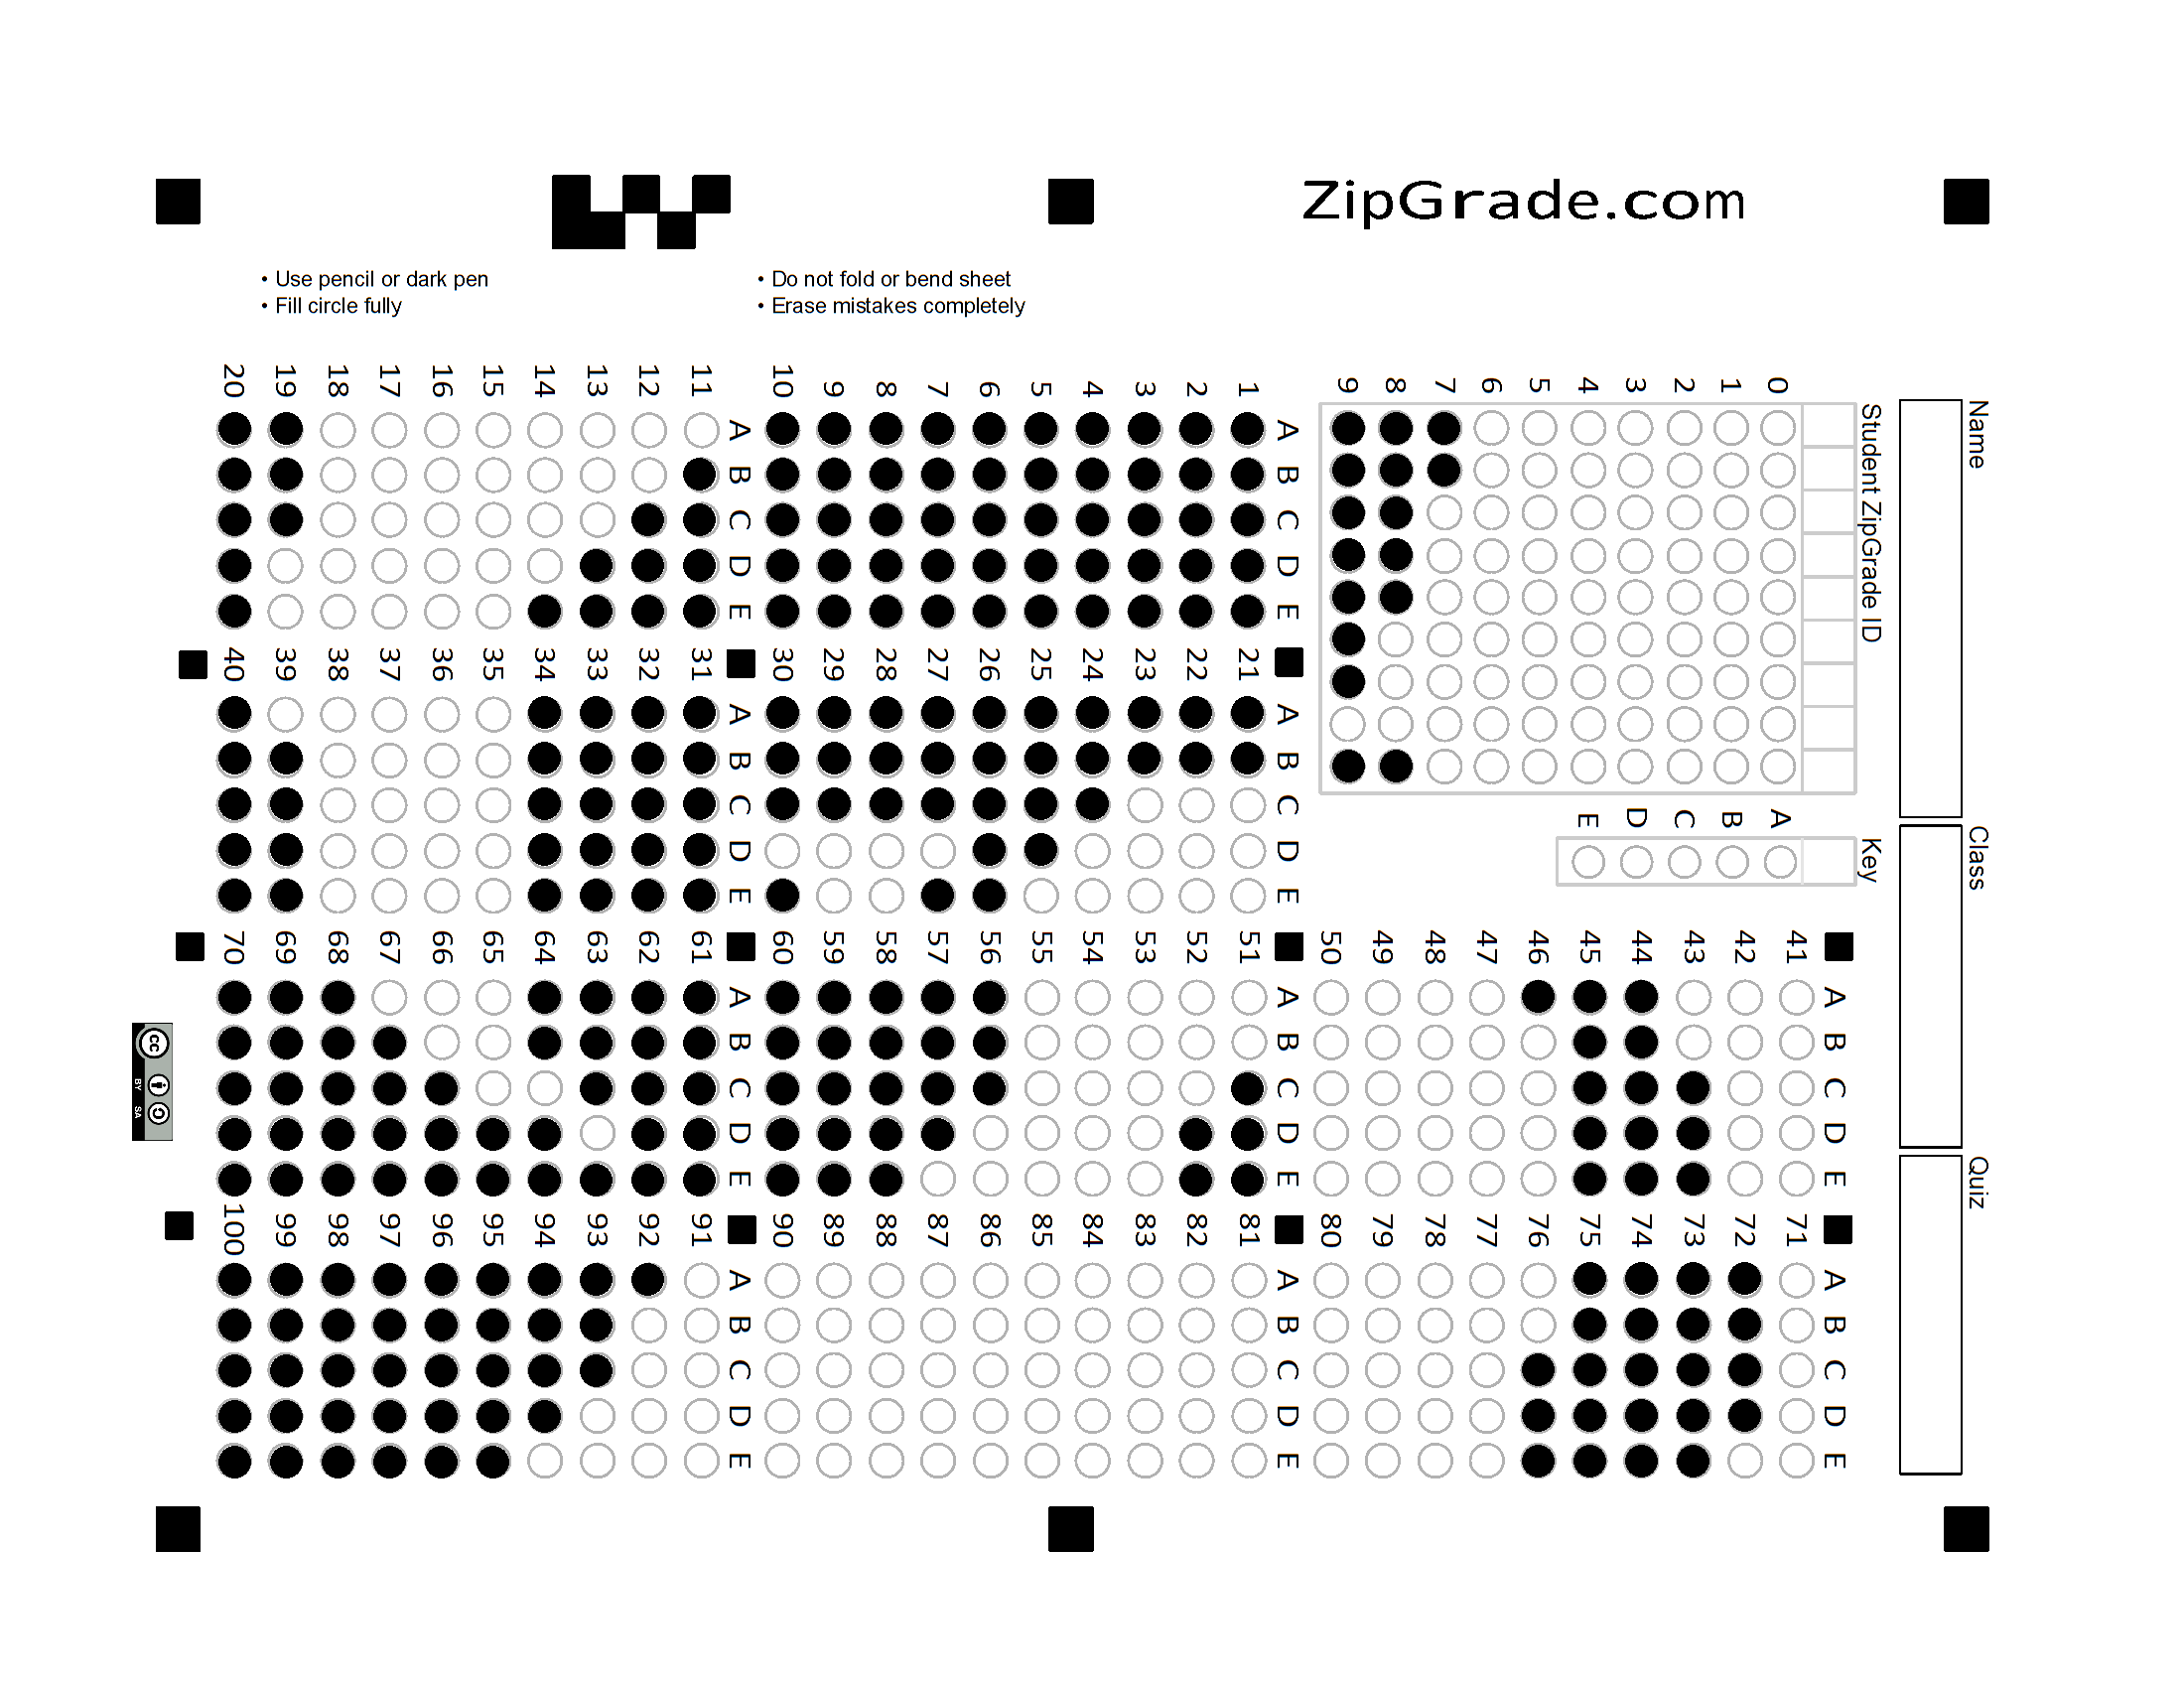 ZipGrade.com
• Use pencil or dark pen
• Fill circle fully
• Do not fold or bend sheet
• Erase mistakes completely
Name
Class
Quiz
Student ZipGrade ID
0 1 2 3 4 5 6 7 8 9
Key
A B C D E
1 2 3 4 5 6 7 8 9 10
A B C D E
11 12 13 14 15 16 17 18 19 20
A B C D E
21 22 23 24 25 26 27 28 29 30
A B C D E
31 32 33 34 35 36 37 38 39 40
A B C D E
41 42 43 44 45 46 47 48 49 50
A B C D E
51 52 53 54 55 56 57 58 59 60
A B C D E
61 62 63 64 65 66 67 68 69 70
A B C D E
71 72 73 74 75 76 77 78 79 80
A B C D E
81 82 83 84 85 86 87 88 89 90
A B C D E
91 92 93 94 95 96 97 98 99 100
A B C D E
cc
BY SA